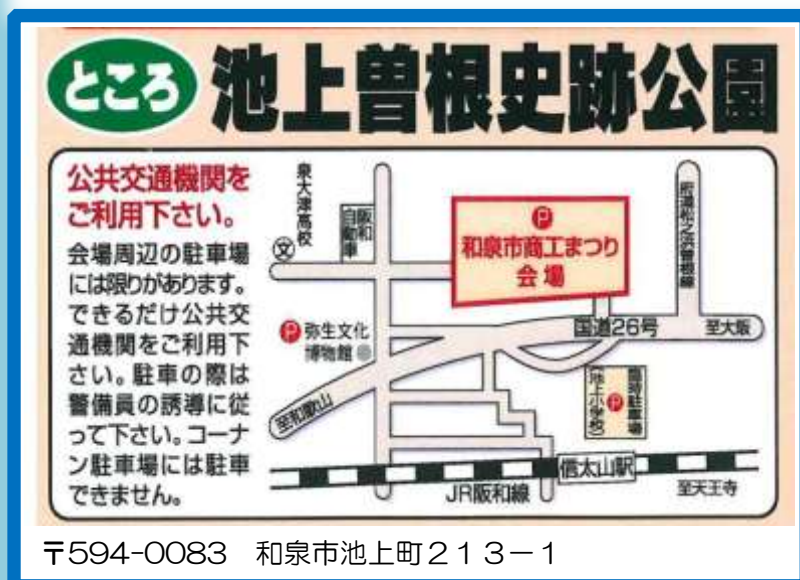 ところ 池上曽根史跡公園
公共交通機関を
ご利用下さい。
会場周辺の駐車場
には限りがあります。
できるだけ公共交
通機関をご利用下
さい。駐車の際は
警備員の誘導に従
って下さい。コーナ
ン駐車場には駐車
できません。
泉大津高校
文
阪和
自動車
P
和泉市商工まつり
会場
府道松之浜曽根線
国道26号
至大阪
P 弥生文化
博物館
至和歌山
臨時駐車場
P
(池上小学校)
信太山駅
JR阪和線
至天王寺
〒594-0083 和泉市池上町213-1